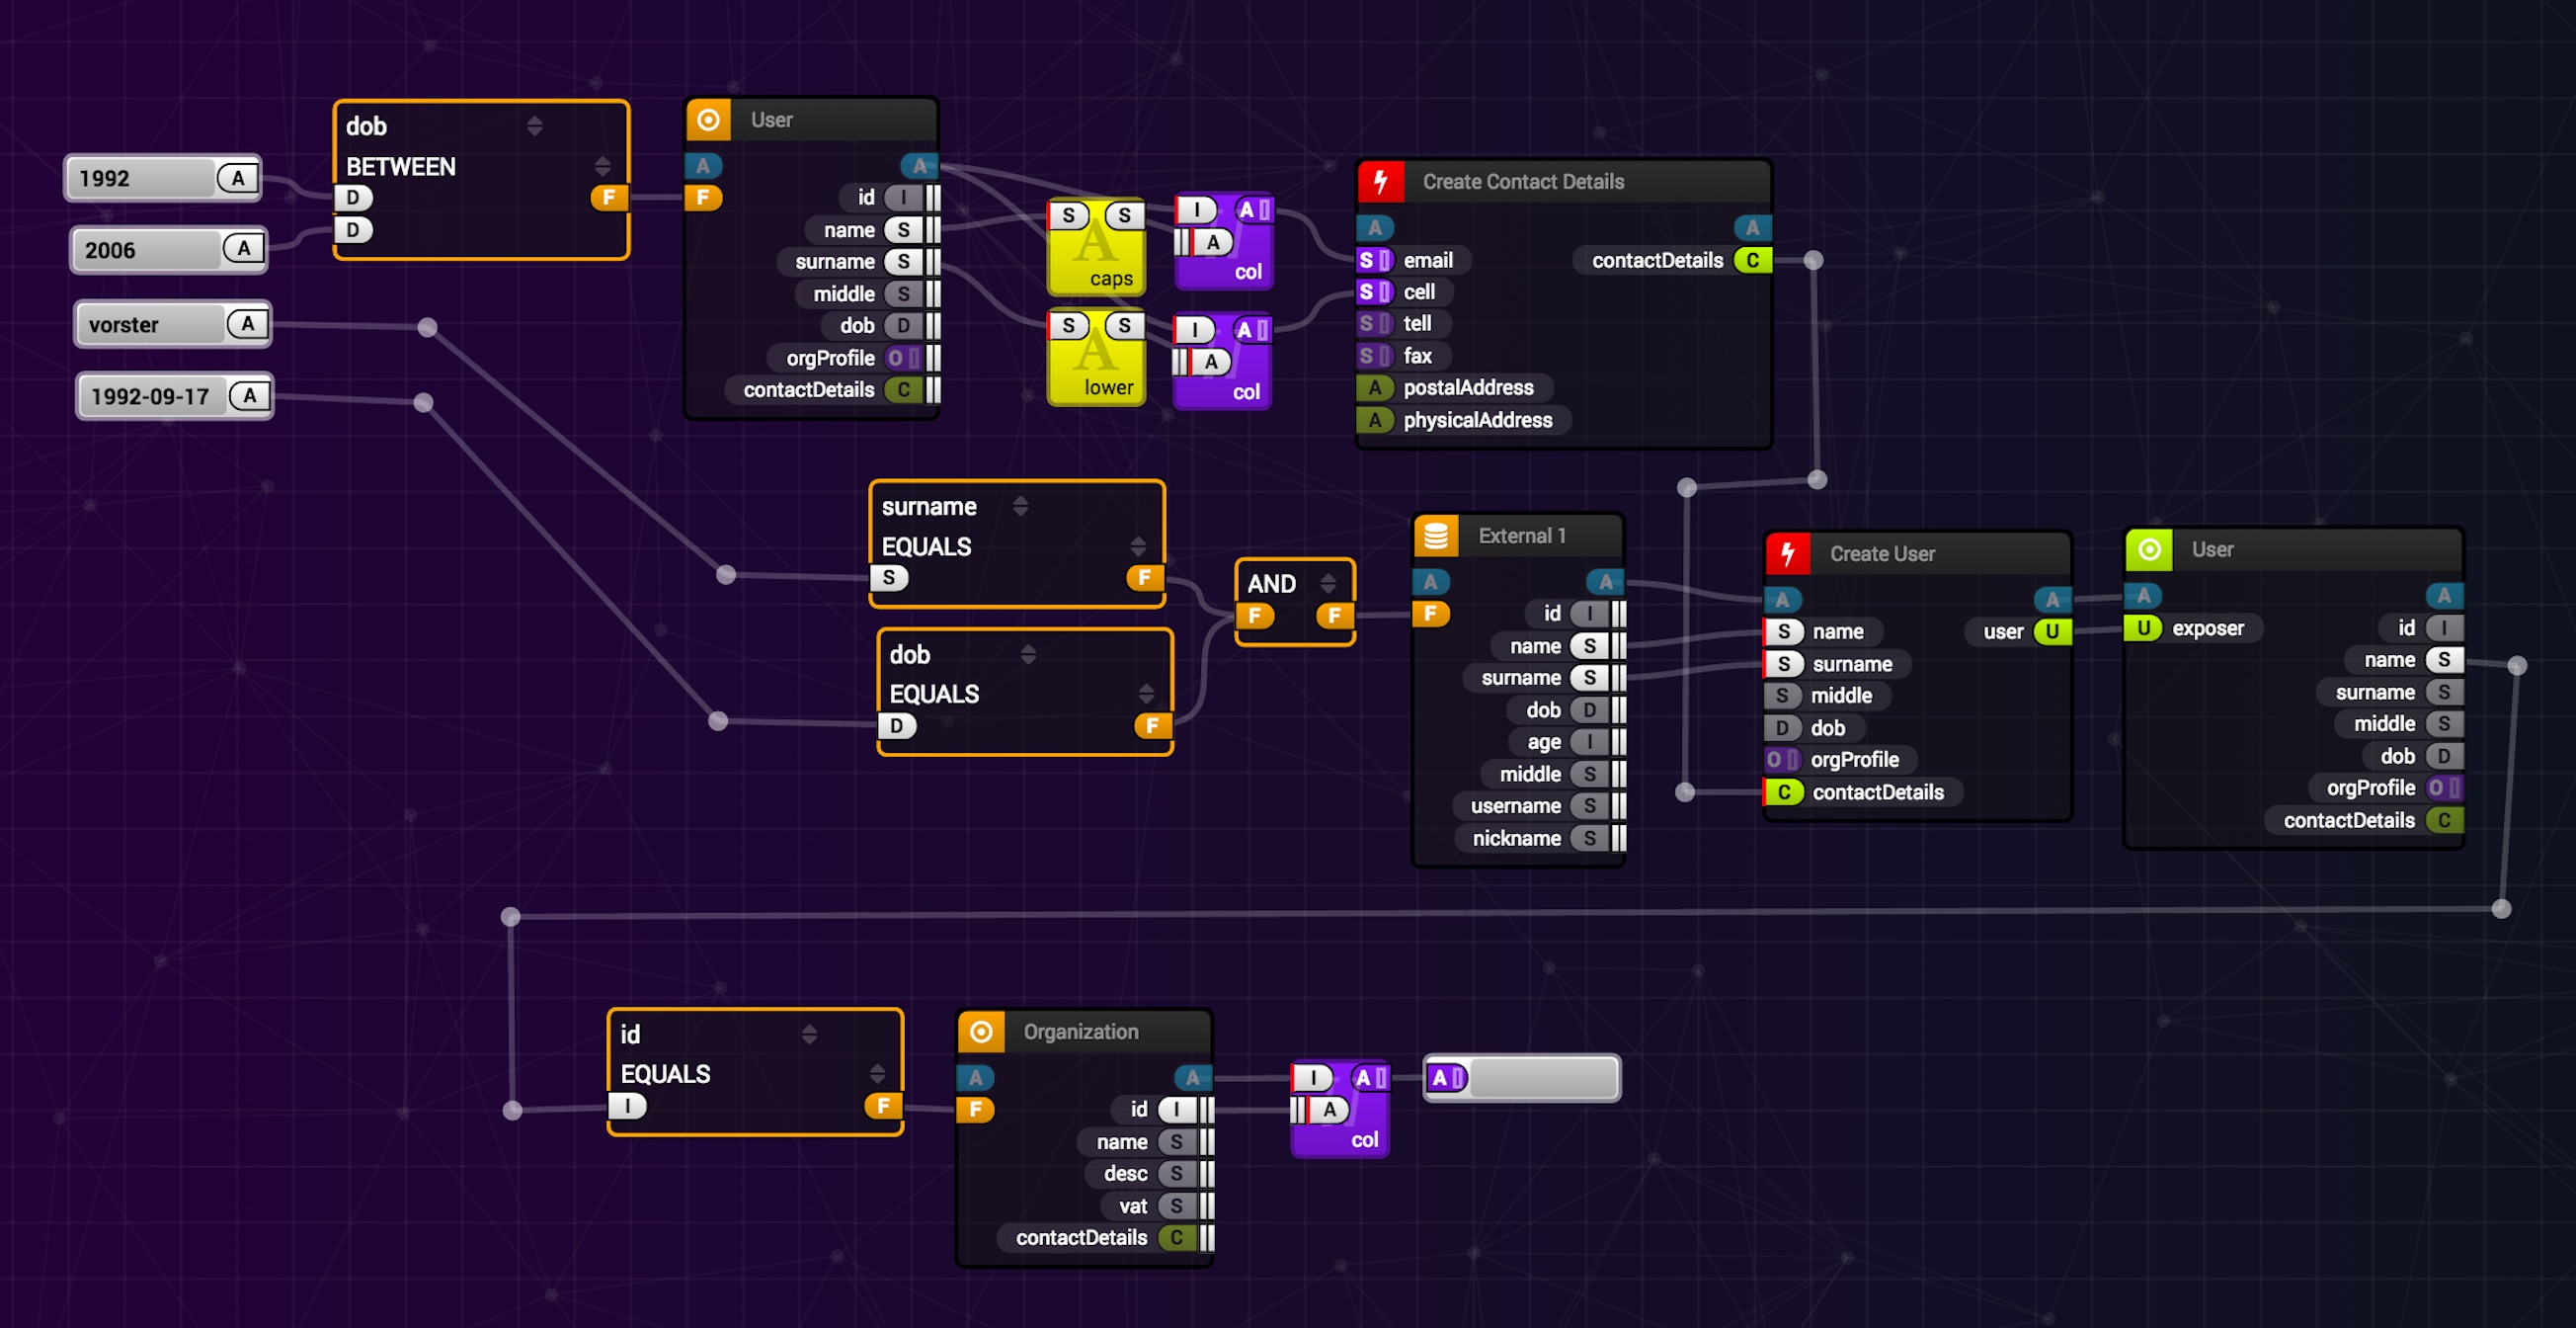 dob
BETWEEN
D
D
F
1992 A
2006 A
vorster A
1992-09-17 A
User
A A
F
id I
name S
surname S
middle S
dob D
orgProfile O[]
contactDetails C
S S
caps
S S
lower
I A[]
A
col
I A[]
A
col
Create Contact Details
A A
S[] email
contactDetails C
S[] cell
S[] tell
S[] fax
A postalAddress
A physicalAddress
surname
EQUALS
S F
dob
EQUALS
D F
AND
F F
External 1
A A
F
id I
name S
surname S
dob D
age I
middle S
username S
nickname S
Create User
A A
S name
user U
S surname
S middle
D dob
O[] orgProfile
C contactDetails
User
A A
U exposer
id I
name S
surname S
middle S
dob D
orgProfile O[]
contactDetails C
id
EQUALS
I F
Organization
A A
F
id I
name S
desc S
vat S
contactDetails C
I A[]
A
col
A[]